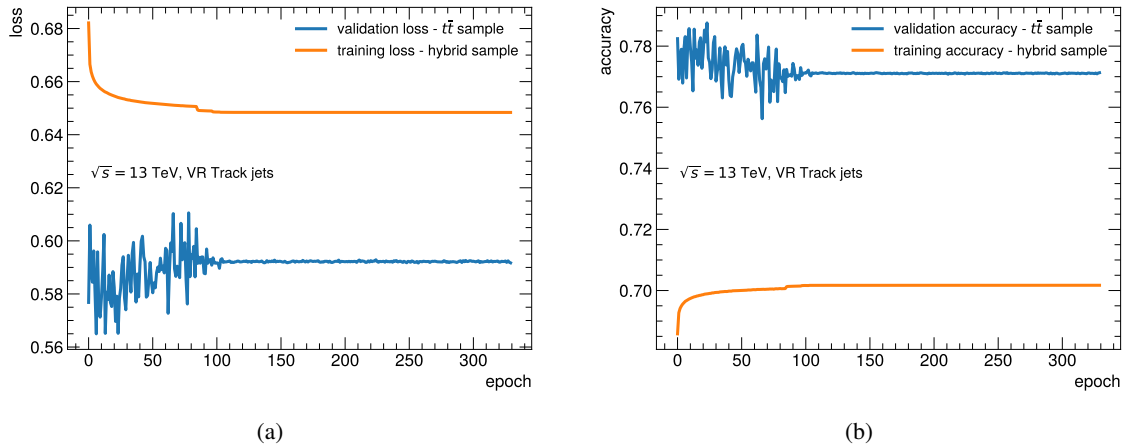 loss
0.68
0.66
0.64
0.62
0.60
0.58
0.56
validation loss - tt̄ sample
training loss - hybrid sample
√s = 13 TeV, VR Track jets
0 50 100 150 200 250 300
epoch
(a)
accuracy
0.78
0.76
0.74
0.72
0.70
validation accuracy - tt̄ sample
training accuracy - hybrid sample
√s = 13 TeV, VR Track jets
0 50 100 150 200 250 300
epoch
(b)